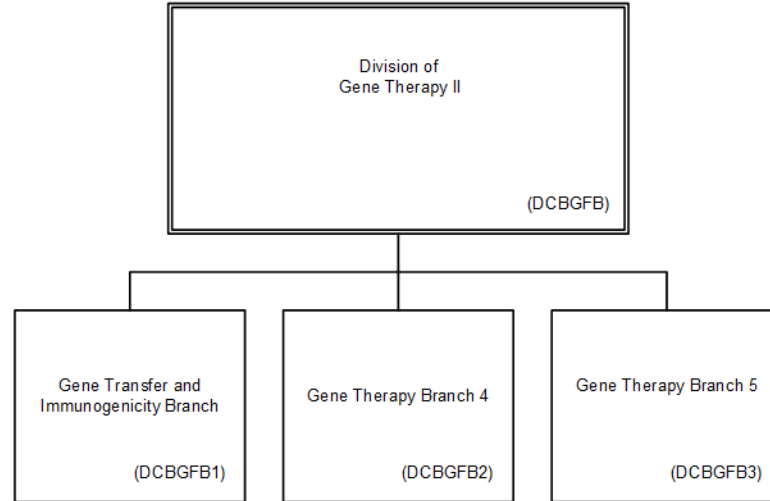 Division of
Gene Therapy II
(DCBGFB)
Gene Transfer and
Immunogenicity Branch
(DCBGFB1)
Gene Therapy Branch 4
(DCBGFB2)
Gene Therapy Branch 5
(DCBGFB3)